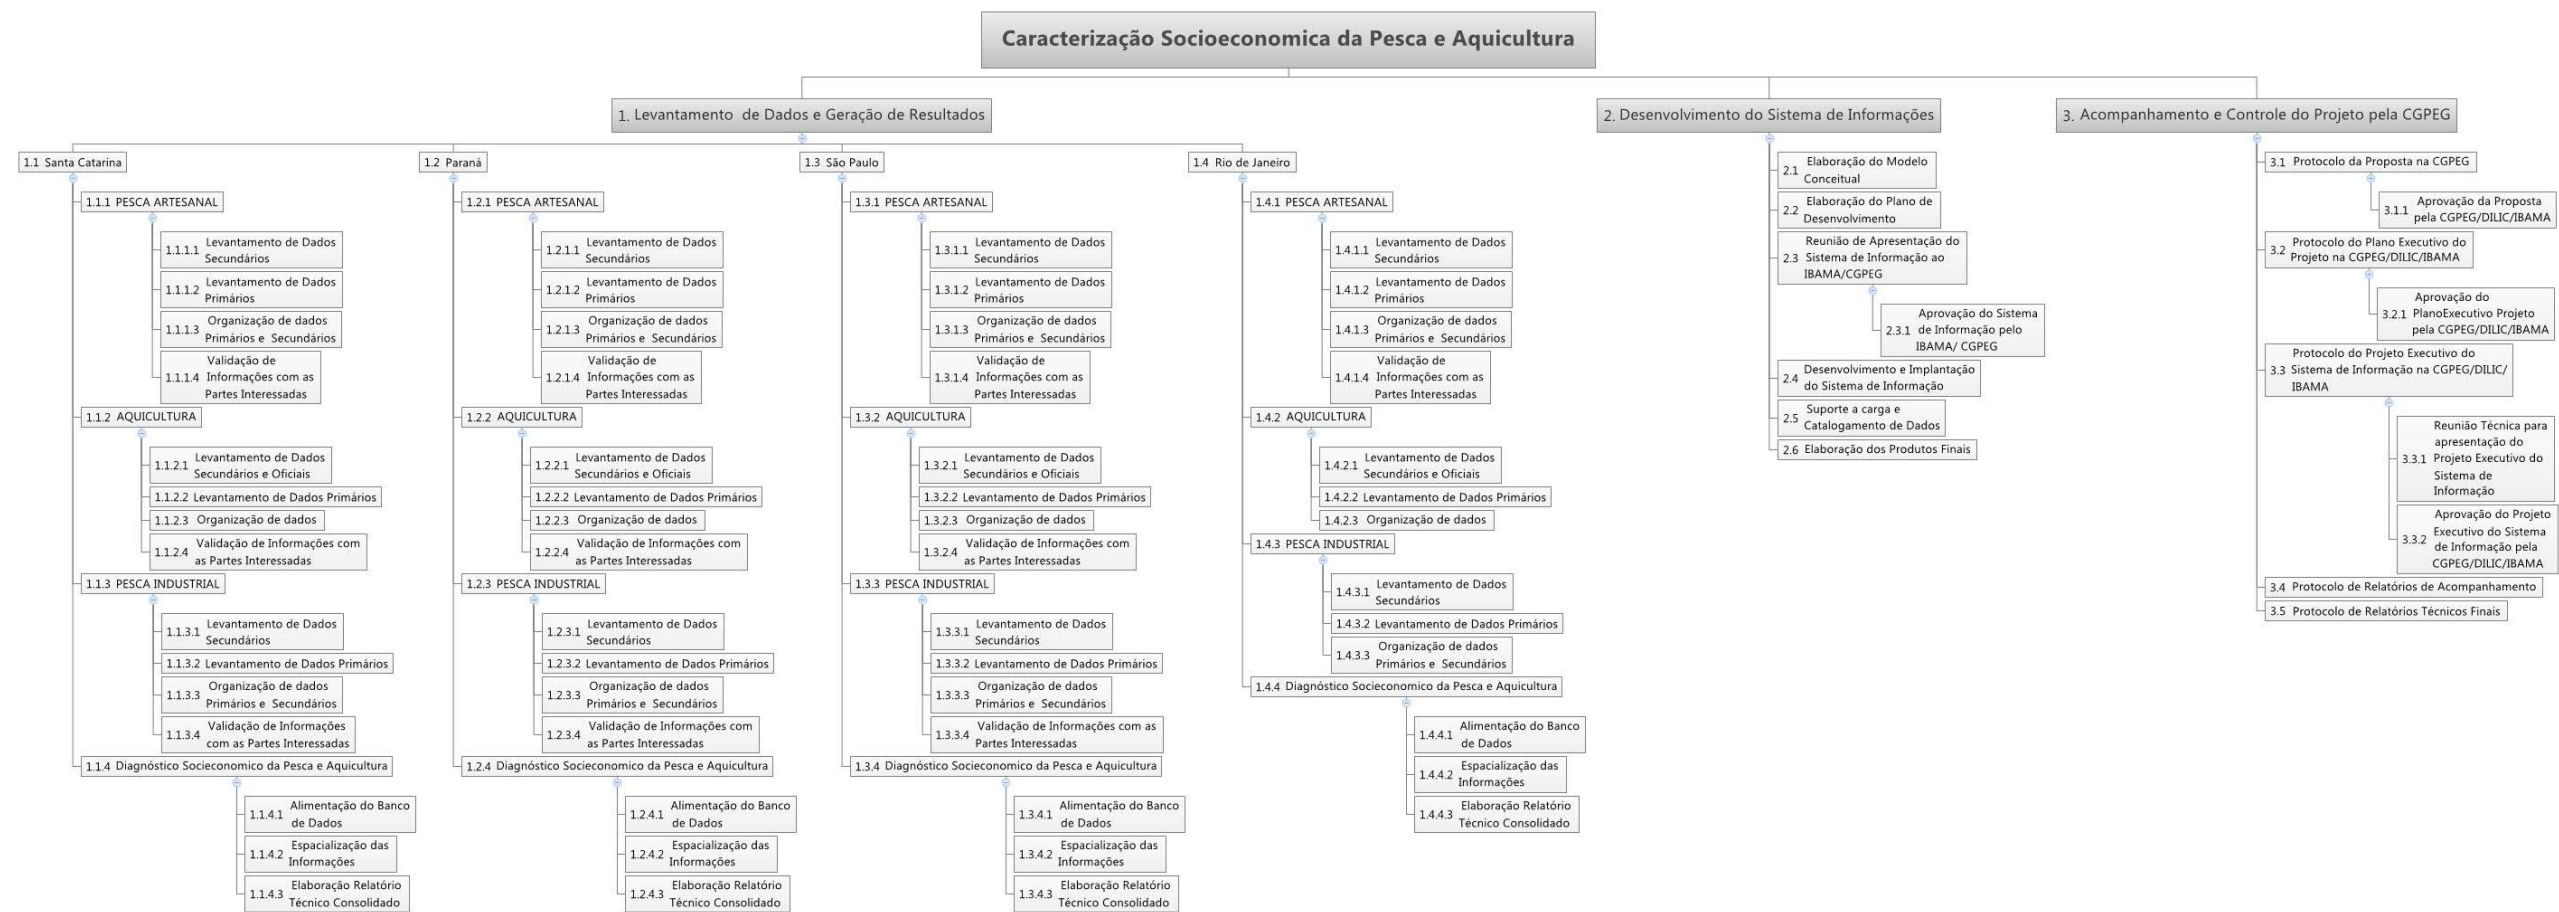 Caracterização Socioeconomica da Pesca e Aquicultura
1. Levantamento de Dados e Geração de Resultados
1.1 Santa Catarina
1.1.1 PESCA ARTESANAL
1.1.1.1 Levantamento de Dados
Secundários
1.1.1.2 Levantamento de Dados
Primários
1.1.1.3 Organização de dados
Primários e Secundários
Validação de
1.1.1.4 Informações com as
Partes Interessadas
1.1.2 AQUICULTURA
1.1.2.1 Levantamento de Dados
Secundários e Oficiais
1.1.2.2 Levantamento de Dados Primários
1.1.2.3 Organização de dados
1.1.2.4 Validação de Informações com
as Partes Interessadas
1.1.3 PESCA INDUSTRIAL
1.1.3.1 Levantamento de Dados
Secundários
1.1.3.2 Levantamento de Dados Primários
1.1.3.3 Organização de dados
Primários e Secundários
1.1.3.4 Validação de Informações
com as Partes Interessadas
1.1.4 Diagnóstico Socieconomico da Pesca e Aquicultura
1.1.4.1 Alimentação do Banco
de Dados
1.1.4.2 Espacialização das
Informações
1.1.4.3 Elaboração Relatório
Técnico Consolidado
1.2 Paraná
1.2.1 PESCA ARTESANAL
1.2.1.1 Levantamento de Dados
Secundários
1.2.1.2 Levantamento de Dados
Primários
1.2.1.3 Organização de dados
Primários e Secundários
Validação de
1.2.1.4 Informações com as
Partes Interessadas
1.2.2 AQUICULTURA
1.2.2.1 Levantamento de Dados
Secundários e Oficiais
1.2.2.2 Levantamento de Dados Primários
1.2.2.3 Organização de dados
1.2.2.4 Validação de Informações com
as Partes Interessadas
1.2.3 PESCA INDUSTRIAL
1.2.3.1 Levantamento de Dados
Secundários
1.2.3.2 Levantamento de Dados Primários
1.2.3.3 Organização de dados
Primários e Secundários
1.2.3.4 Validação de Informações com
as Partes Interessadas
1.2.4 Diagnóstico Socieconomico da Pesca e Aquicultura
1.2.4.1 Alimentação do Banco
de Dados
1.2.4.2 Espacialização das
Informações
1.2.4.3 Elaboração Relatório
Técnico Consolidado
1.3 São Paulo
1.3.1 PESCA ARTESANAL
1.3.1.1 Levantamento de Dados
Secundários
1.3.1.2 Levantamento de Dados
Primários
1.3.1.3 Organização de dados
Primários e Secundários
Validação de
1.3.1.4 Informações com as
Partes Interessadas
1.3.2 AQUICULTURA
1.3.2.1 Levantamento de Dados
Secundários e Oficiais
1.3.2.2 Levantamento de Dados Primários
1.3.2.3 Organização de dados
1.3.2.4 Validação de Informações com
as Partes Interessadas
1.3.3 PESCA INDUSTRIAL
1.3.3.1 Levantamento de Dados
Secundários
1.3.3.2 Levantamento de Dados Primários
1.3.3.3 Organização de dados
Primários e Secundários
1.3.3.4 Validação de Informações com as
Partes Interessadas
1.3.4 Diagnóstico Socieconomico da Pesca e Aquicultura
1.3.4.1 Alimentação do Banco
de Dados
1.3.4.2 Espacialização das
Informações
1.3.4.3 Elaboração Relatório
Técnico Consolidado
1.4 Rio de Janeiro
1.4.1 PESCA ARTESANAL
1.4.1.1 Levantamento de Dados
Secundários
1.4.1.2 Levantamento de Dados
Primários
1.4.1.3 Organização de dados
Primários e Secundários
Validação de
1.4.1.4 Informações com as
Partes Interessadas
1.4.2 AQUICULTURA
1.4.2.1 Levantamento de Dados
Secundários e Oficiais
1.4.2.2 Levantamento de Dados Primários
1.4.2.3 Organização de dados
1.4.3 PESCA INDUSTRIAL
1.4.3.1 Levantamento de Dados
Secundários
1.4.3.2 Levantamento de Dados Primários
1.4.3.3 Organização de dados
Primários e Secundários
1.4.4 Diagnóstico Socieconomico da Pesca e Aquicultura
1.4.4.1 Alimentação do Banco
de Dados
1.4.4.2 Espacialização das
Informações
1.4.4.3 Elaboração Relatório
Técnico Consolidado
2. Desenvolvimento do Sistema de Informações
2.1 Elaboração do Modelo
Conceitual
2.2 Elaboração do Plano de
Desenvolvimento
Reunião de Apresentação do
2.3 Sistema de Informação ao
IBAMA/CGPEG
Aprovação do Sistema
2.3.1 de Informação pelo
IBAMA/ CGPEG
2.4 Desenvolvimento e Implantação
do Sistema de Informação
2.5 Suporte a carga e
Catalogamento de Dados
2.6 Elaboração dos Produtos Finais
3. Acompanhamento e Controle do Projeto pela CGPEG
3.1 Protocolo da Proposta na CGPEG
3.1.1 Aprovação da Proposta
pela CGPEG/DILIC/IBAMA
3.2 Protocolo do Plano Executivo do
Projeto na CGPEG/DILIC/IBAMA
Aprovação do
3.2.1 PlanoExecutivo Projeto
pela CGPEG/DILIC/IBAMA
Protocolo do Projeto Executivo do
3.3 Sistema de Informação na CGPEG/DILIC/
IBAMA
Reunião Técnica para
apresentação do
3.3.1 Projeto Executivo do
Sistema de
Informação
Aprovação do Projeto
Executivo do Sistema
3.3.2 de Informação pela
CGPEG/DILIC/IBAMA
3.4 Protocolo de Relatórios de Acompanhamento
3.5 Protocolo de Relatórios Técnicos Finais